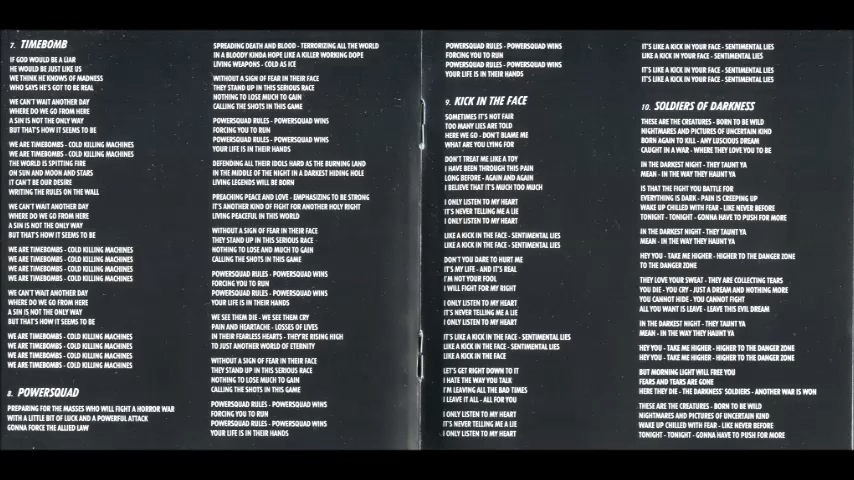 7. TIMEBOMB
IF GOD WOULD BE A LIAR
HE WOULD BE JUST LIKE US
WE THINK HE KNOWS OF MADNESS
WHO SAYS HE'S GOT TO BE REAL
WE CAN'T WAIT ANOTHER DAY
WHERE DO WE GO FROM HERE
A SIN IS NOT THE ONLY WAY
BUT THAT'S HOW IT SEEMS TO BE
WE ARE TIMEBOMBS - COLD KILLING MACHINES
WE ARE TIMEBOMBS - COLD KILLING MACHINES
THE WORLD IS SPITTING FIRE
ON SUN AND MOON AND STARS
IT CAN'T BE OUR DESIRE
WRITING THE RULES ON THE WALL
WE CAN'T WAIT ANOTHER DAY
WHERE DO WE GO FROM HERE
A SIN IS NOT THE ONLY WAY
BUT THAT'S HOW IT SEEMS TO BE
WE ARE TIMEBOMBS - COLD KILLING MACHINES
WE ARE TIMEBOMBS - COLD KILLING MACHINES
WE ARE TIMEBOMBS - COLD KILLING MACHINES
WE ARE TIMEBOMBS - COLD KILLING MACHINES
WE CAN'T WAIT ANOTHER DAY
WHERE DO WE GO FROM HERE
A SIN IS NOT THE ONLY WAY
BUT THAT'S HOW IT SEEMS TO BE
WE ARE TIMEBOMBS - COLD KILLING MACHINES
WE ARE TIMEBOMBS - COLD KILLING MACHINES
WE ARE TIMEBOMBS - COLD KILLING MACHINES
WE ARE TIMEBOMBS - COLD KILLING MACHINES
8. POWERSQUAD
PREPARING FOR THE MASSES WHO WILL FIGHT A HORROR WAR
WITH A LITTLE BIT OF LUCK AND A POWERFUL ATTACK
GONNA FORCE THE ALLIED LAW
SPREADING DEATH AND BLOOD - TERRORIZING ALL THE WORLD
IN A BLOODY KINDA HOPE LIKE A KILLER WORKING DOPE
LIVING WEAPONS - COLD AS ICE
WITHOUT A SIGN OF FEAR IN THEIR FACE
THEY STAND UP IN THIS SERIOUS RACE
NOTHING TO LOSE MUCH TO GAIN
CALLING THE SHOTS IN THIS GAME
POWERSQUAD RULES - POWERSQUAD WINS
FORCING YOU TO RUN
POWERSQUAD RULES - POWERSQUAD WINS
YOUR LIFE IS IN THEIR HANDS
DEFENDING ALL THEIR IDOLS HARD AS THE BURNING LAND
IN THE MIDDLE OF THE NIGHT IN A DARKEST HIDING HOLE
LIVING LEGENDS WILL BE BORN
PREACHING PEACE AND LOVE - EMPHASIZING TO BE STRONG
IT'S ANOTHER KIND OF FIGHT FOR ANOTHER HOLY RIGHT
LIVING PEACEFUL IN THIS WORLD
WITHOUT A SIGN OF FEAR IN THEIR FACE
THEY STAND UP IN THIS SERIOUS RACE
NOTHING TO LOSE AND MUCH TO GAIN
CALLING THE SHOTS IN THIS GAME
POWERSQUAD RULES - POWERSQUAD WINS
FORCING YOU TO RUN
POWERSQUAD RULES - POWERSQUAD WINS
YOUR LIFE IS IN THEIR HANDS
WE SEE THEM DIE - WE SEE THEM CRY
PAIN AND HEARTACHE - LOSSES OF LIVES
IN THEIR FEARLESS HEARTS - THEY'RE RISING HIGH
TO JUST ANOTHER WORLD OF ETERNITY
WITHOUT A SIGN OF FEAR IN THEIR FACE
THEY STAND UP IN THIS SERIOUS RACE
NOTHING TO LOSE MUCH TO GAIN
CALLING THE SHOTS IN THIS GAME
POWERSQUAD RULES - POWERSQUAD WINS
FORCING YOU TO RUN
POWERSQUAD RULES - POWERSQUAD WINS
YOUR LIFE IS IN THEIR HANDS
POWERSQUAD RULES - POWERSQUAD WINS
FORCING YOU TO RUN
POWERSQUAD RULES - POWERSQUAD WINS
YOUR LIFE IS IN THEIR HANDS
9. KICK IN THE FACE
SOMETIMES IT'S NOT FAIR
TOO MANY LIES ARE TOLD
HERE WE GO - DON'T BLAME ME
WHAT ARE YOU LYING FOR
DON'T TREAT ME LIKE A TOY
I HAVE BEEN THROUGH THIS PAIN
LONG BEFORE - AGAIN AND AGAIN
I BELIEVE THAT IT'S MUCH TOO MUCH
I ONLY LISTEN TO MY HEART
IT'S NEVER TELLING ME A LIE
I ONLY LISTEN TO MY HEART
LIKE A KICK IN THE FACE - SENTIMENTAL LIES
LIKE A KICK IN THE FACE - SENTIMENTAL LIES
DON'T YOU DARE TO HURT ME
IT'S MY LIFE - AND IT'S REAL
I'M NOT YOUR FOOL
I WILL FIGHT FOR MY RIGHT
I ONLY LISTEN TO MY HEART
IT'S NEVER TELLING ME A LIE
I ONLY LISTEN TO MY HEART
IT'S LIKE A KICK IN THE FACE - SENTIMENTAL LIES
LIKE A KICK IN THE FACE - SENTIMENTAL LIES
LIKE A KICK IN THE FACE
LET'S GET RIGHT DOWN TO IT
I HATE THE WAY YOU TALK
I'M LEAVING ALL THE BAD TIMES
I LEAVE IT ALL - ALL FOR YOU
I ONLY LISTEN TO MY HEART
IT'S NEVER TELLING ME A LIE
I ONLY LISTEN TO MY HEART
IT'S LIKE A KICK IN YOUR FACE - SENTIMENTAL LIES
LIKE A KICK IN YOUR FACE - SENTIMENTAL LIES
IT'S LIKE A KICK IN YOUR FACE - SENTIMENTAL LIES
IT'S LIKE A KICK IN YOUR FACE - SENTIMENTAL LIES
10. SOLDIERS OF DARKNESS
THESE ARE THE CREATURES - BORN TO BE WILD
NIGHTMARES AND PICTURES OF UNCERTAIN KIND
BORN AGAIN TO KILL - ANY LUSCIOUS DREAM
CAUGHT IN A WAR - WHERE THEY LOVE YOU TO BE
IN THE DARKEST NIGHT - THEY TAUNT YA
MEAN - IN THE WAY THEY HAUNT YA
IS THAT THE FIGHT YOU BATTLE FOR
EVERYTHING IS DARK - PAIN IS CREEPING UP
WAKE UP CHILLED WITH FEAR - LIKE NEVER BEFORE
TONIGHT - TONIGHT - GONNA HAVE TO PUSH FOR MORE
IN THE DARKEST NIGHT - THEY TAUNT YA
MEAN - IN THE WAY THEY HAUNT YA
HEY YOU - TAKE ME HIGHER - HIGHER TO THE DANGER ZONE
TO THE DANGER ZONE
THEY LOVE YOUR SWEAT - THEY ARE COLLECTING TEARS
YOU DIE - YOU CRY - JUST A DREAM AND NOTHING MORE
YOU CANNOT HIDE - YOU CANNOT FIGHT
ALL YOU WANT IS LEAVE - LEAVE THIS EVIL DREAM
IN THE DARKEST NIGHT - THEY TAUNT YA
MEAN - IN THE WAY THEY HAUNT YA
HEY YOU - TAKE ME HIGHER - HIGHER TO THE DANGER ZONE
HEY YOU - TAKE ME HIGHER - HIGHER TO THE DANGER ZONE
BUT MORNING LIGHT WILL FREE YOU
FEARS AND TEARS ARE GONE
HERE THEY DIE - THE DARKNESS' SOLDIERS - ANOTHER WAR IS WON
THESE ARE THE CREATURES - BORN TO BE WILD
NIGHTMARES AND PICTURES OF UNCERTAIN KIND
WAKE UP CHILLED WITH FEAR - LIKE NEVER BEFORE
TONIGHT - TONIGHT - GONNA HAVE TO PUSH FOR MORE